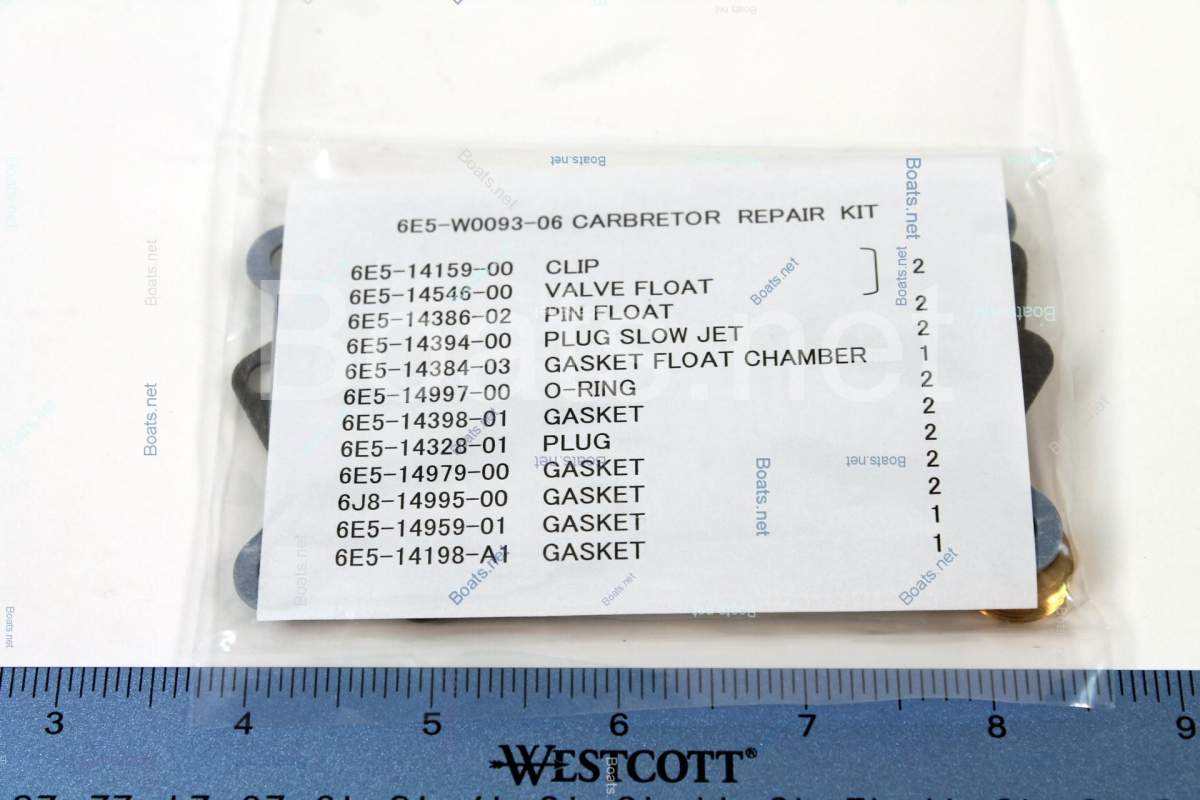 6E5-W0093-06 CARBRETOR REPAIR KIT
6E5-14159-00 CLIP 2
6E5-14546-00 VALVE FLOAT
6E5-14386-02 PIN FLOAT 2
6E5-14394-00 PLUG SLOW JET 2
6E5-14384-03 GASKET FLOAT CHAMBER 1
6E5-14997-00 O-RING 2
6E5-14398-01 GASKET 2
6E5-14328-01 PLUG 2
6E5-14979-00 GASKET 2
6J8-14995-00 GASKET 2
6E5-14959-01 GASKET 1
6E5-14198-A1 GASKET 1
Boats.net
3 4 5 6 7 8 9
WESTCOTT®